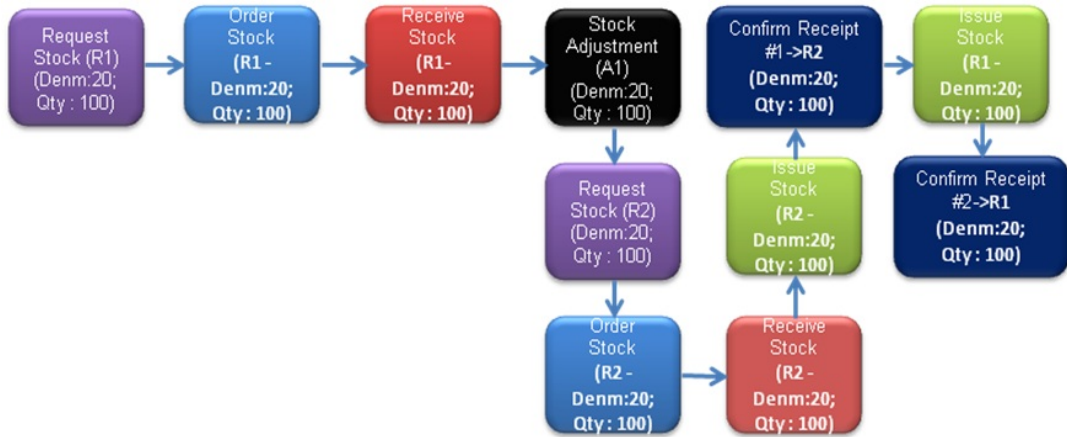 Request
Stock (R1)
(Denm:20;
Qty : 100)
Order
Stock
(R1 -
Denm:20;
Qty : 100)
Receive
Stock
(R1-
Denm:20;
Qty : 100)
Stock
Adjustment
(A1)
(Denm:20;
Qty : 100)
Request
Stock (R2)
(Denm:20;
Qty : 100)
Order
Stock
(R2 -
Denm:20;
Qty : 100)
Receive
Stock
(R2 -
Denm:20;
Qty : 100)
Issue
Stock
(R2 -
Denm:20;
Qty : 100)
Confirm Receipt
#1->R2
(Denm:20;
Qty : 100)
Issue
Stock
(R1 -
Denm:20;
Qty : 100)
Confirm Receipt
#2->R1
(Denm:20;
Qty : 100)